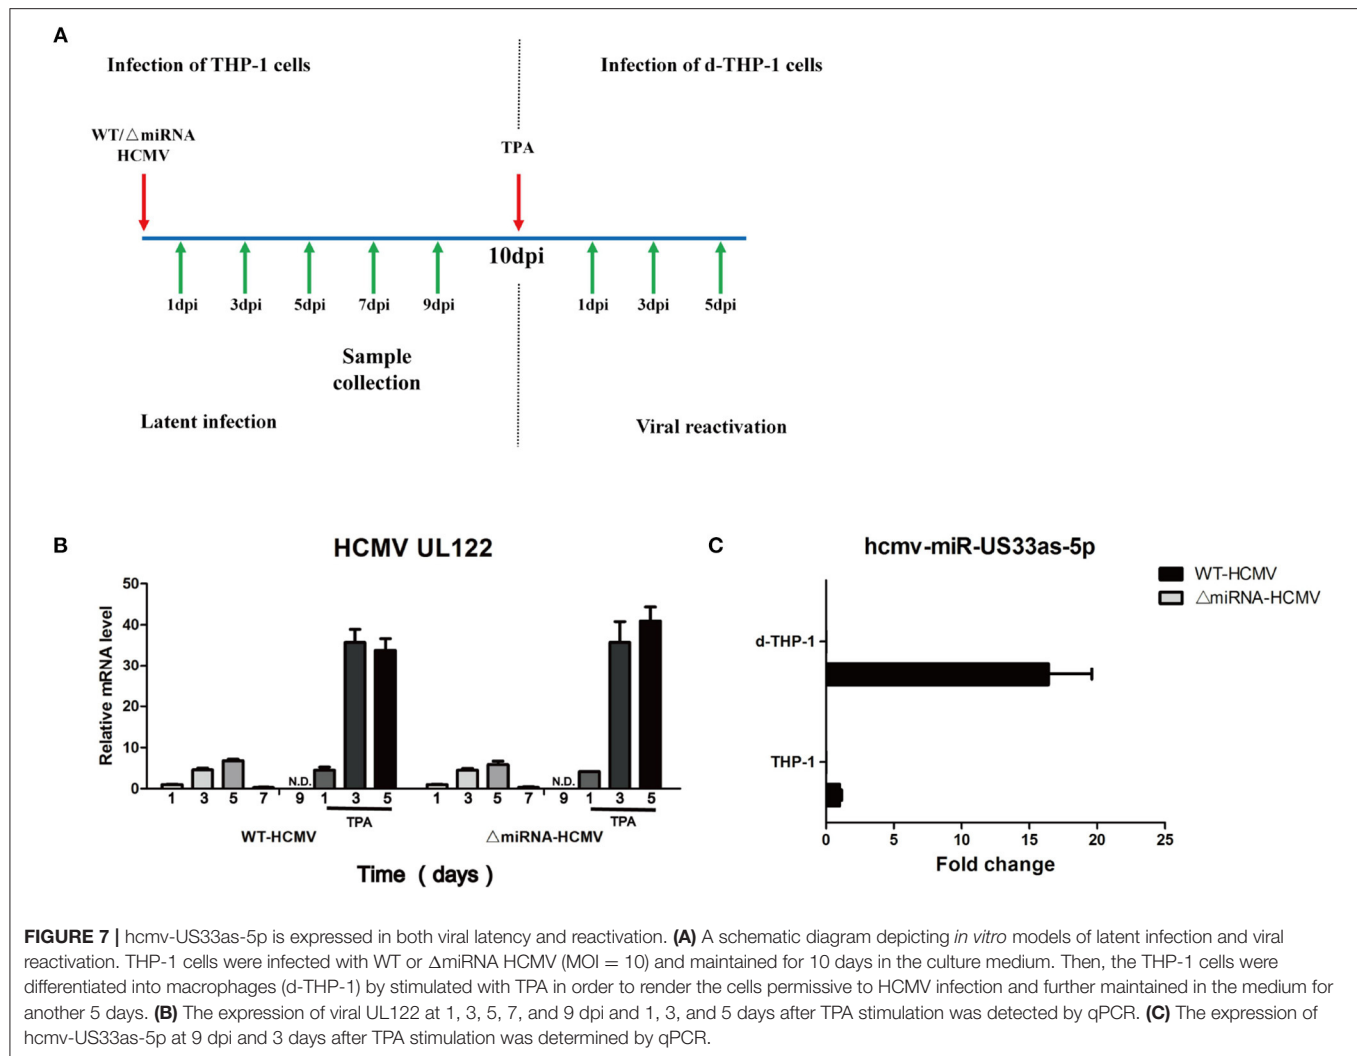 A
Infection of THP-1 cells
Infection of d-THP-1 cells
WT/△miRNA
HCMV
TPA
10dpi
1dpi
3dpi
5dpi
7dpi
9dpi
1dpi
3dpi
5dpi
Sample
collection
Latent infection
Viral reactivation
B
HCMV UL122
Relative mRNA level
50
40
30
20
10
0
N.D.
N.D.
1 3 5 7 9 1 3 5 1 3 5 7 9 1 3 5
TPA
TPA
WT-HCMV
△miRNA-HCMV
Time ( days )
C
hcmv-miR-US33as-5p
WT-HCMV
△miRNA-HCMV
d-THP-1
THP-1
0 5 10 15 20 25
Fold change
FIGURE 7 | hcmv-US33as-5p is expressed in both viral latency and reactivation. (A) A schematic diagram depicting in vitro models of latent infection and viral
reactivation. THP-1 cells were infected with WT or ΔmiRNA HCMV (MOI = 10) and maintained for 10 days in the culture medium. Then, the THP-1 cells were
differentiated into macrophages (d-THP-1) by stimulated with TPA in order to render the cells permissive to HCMV infection and further maintained in the medium for
another 5 days. (B) The expression of viral UL122 at 1, 3, 5, 7, and 9 dpi and 1, 3, and 5 days after TPA stimulation was detected by qPCR. (C) The expression of
hcmv-US33as-5p at 9 dpi and 3 days after TPA stimulation was determined by qPCR.